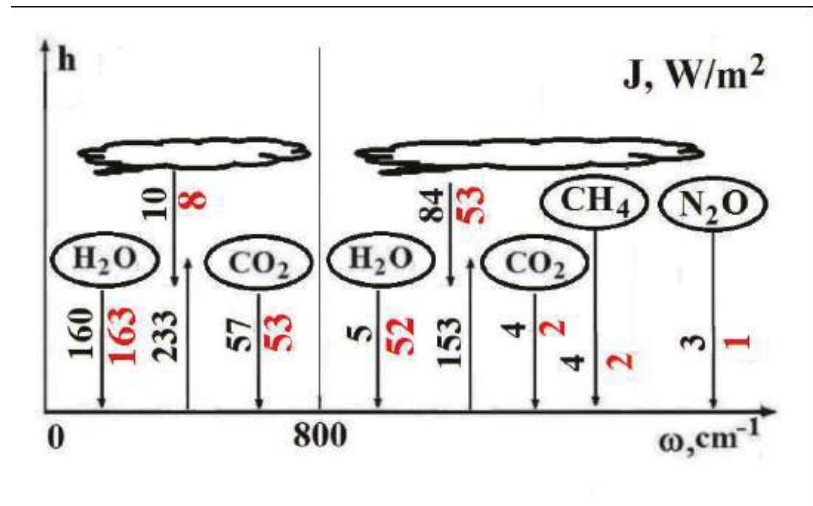 h
J, W/m²
10
8
84
53
CH₄
N₂O
H₂O
CO₂
H₂O
CO₂
160
163
233
57
53
5
52
153
4
2
4
2
3
1
0
800
ω,cm⁻¹